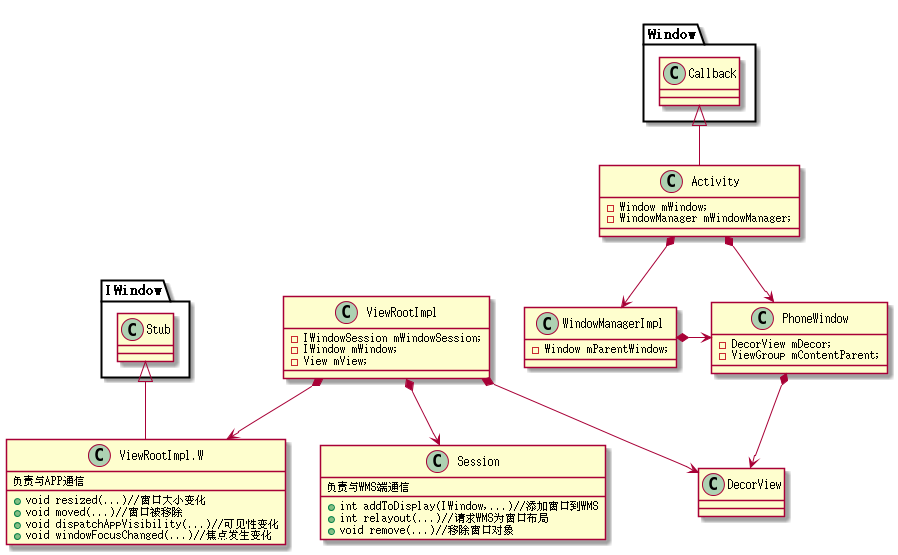 Window
C Callback
C Activity
Window mWindow;
WindowManager mWindowManager;
IWindow
C Stub
C ViewRootImpl
IWindowSession mWindowSession;
IWindow mWindow;
View mView;
C WindowManagerImpl
Window mParentWindow;
C PhoneWindow
DecorView mDecor;
ViewGroup mContentParent;
C ViewRootImpl.W
负责与APP通信
void resized(...)//窗口大小变化
void moved(...)//窗口被移除
void dispatchAppVisibility(...)//可见性变化
void windowFocusChanged(...)//焦点发生变化
C Session
负责与WMS端通信
int addToDisplay(IWindow,...)//添加窗口到WMS
int relayout(...)//请求WMS为窗口布局
void remove(...)//移除窗口对象
C DecorView